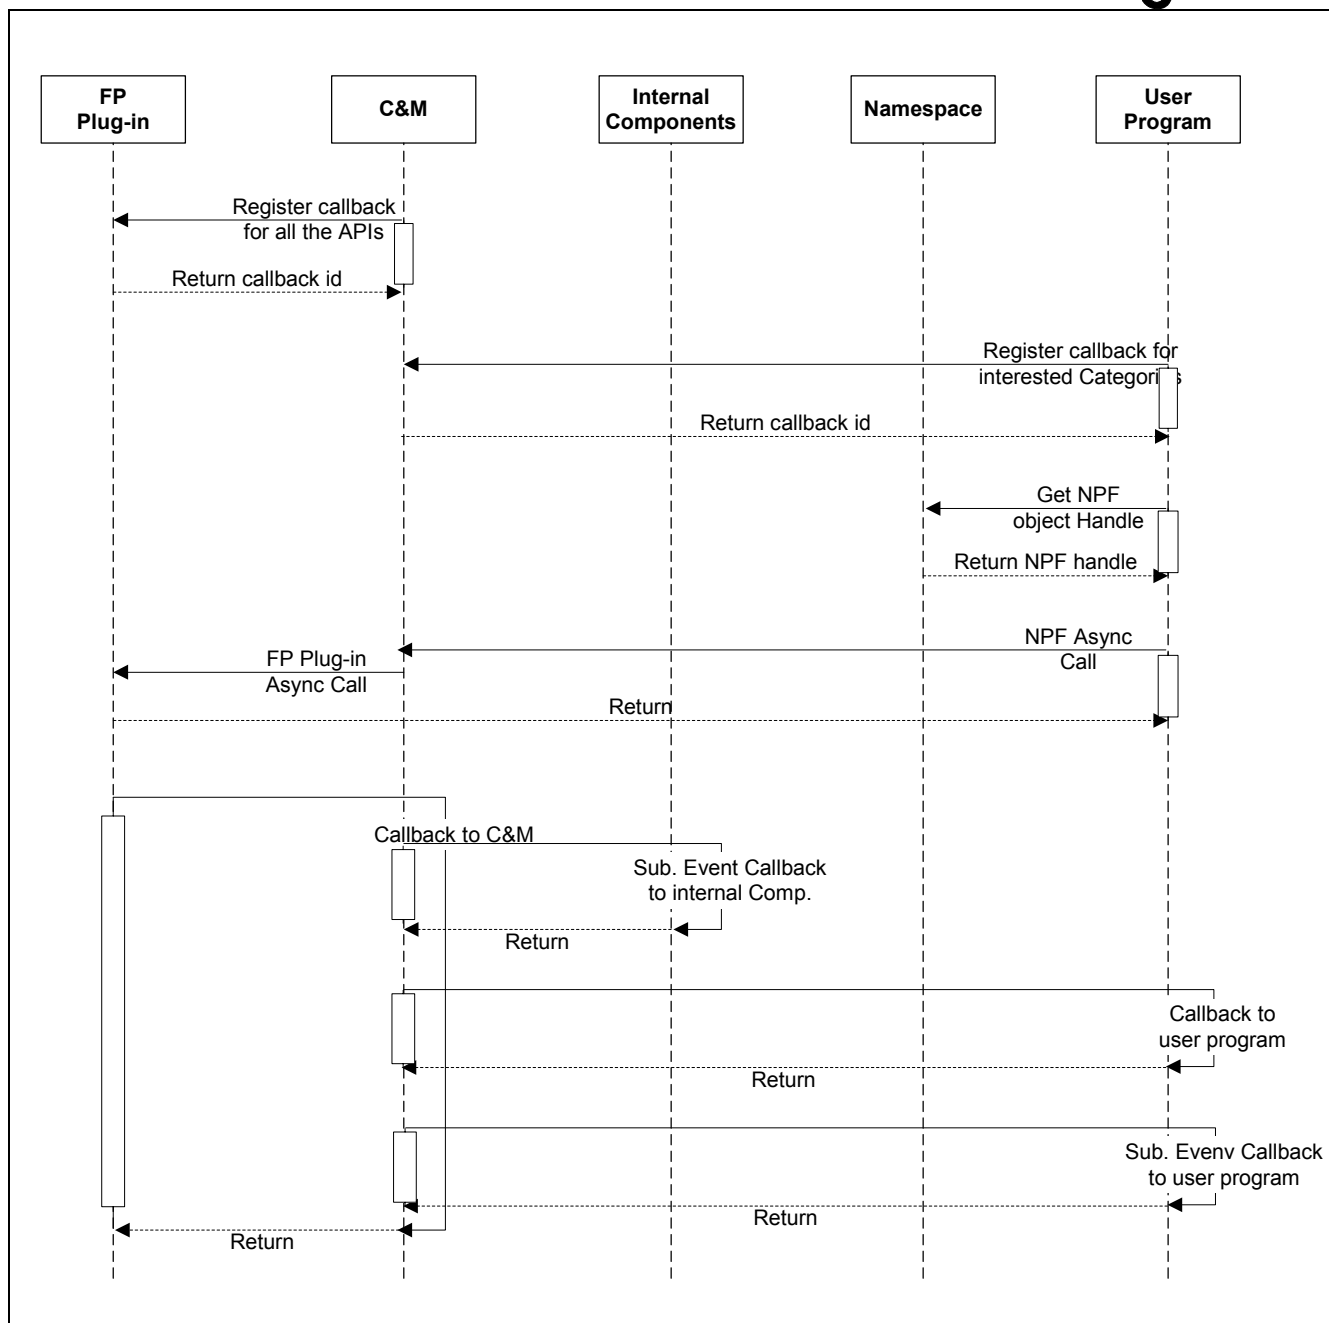 FP
Plug-in
C&M
Internal
Components
Namespace
User
Program
Register callback
for all the APIs
Return callback id
Register callback for
interested Categories
Return callback id
Get NPF
object Handle
Return NPF handle
NPF Async
Call
FP Plug-in
Async Call
Return
Callback to C&M
Sub. Event Callback
to internal Comp.
Return
Callback to
user program
Return
Sub. Evenv Callback
to user program
Return
Return